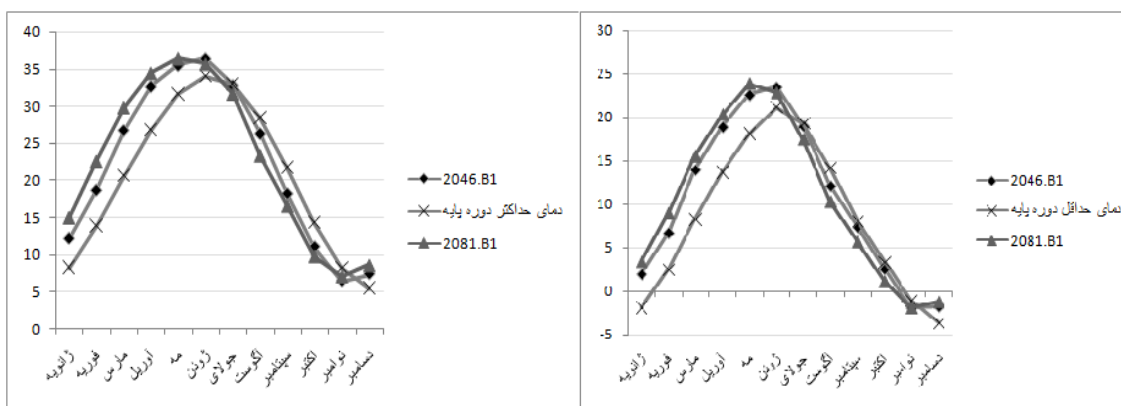 40
35
30
25
20
15
10
5
0
ژانویه
فوریه
مارس
آوریل
مه
ژوئن
جولای
آگوست
سپتامبر
اکتبر
نوامبر
دسامبر
2046.B1
دمای حداکثر دوره پایه
2081.B1
30
25
20
15
10
5
0
-5
ژانویه
فوریه
مارس
آوریل
مه
ژوئن
جولای
آگوست
سپتامبر
اکتبر
نوامبر
دسامبر
2046.B1
دمای حداقل دوره پایه
2081.B1